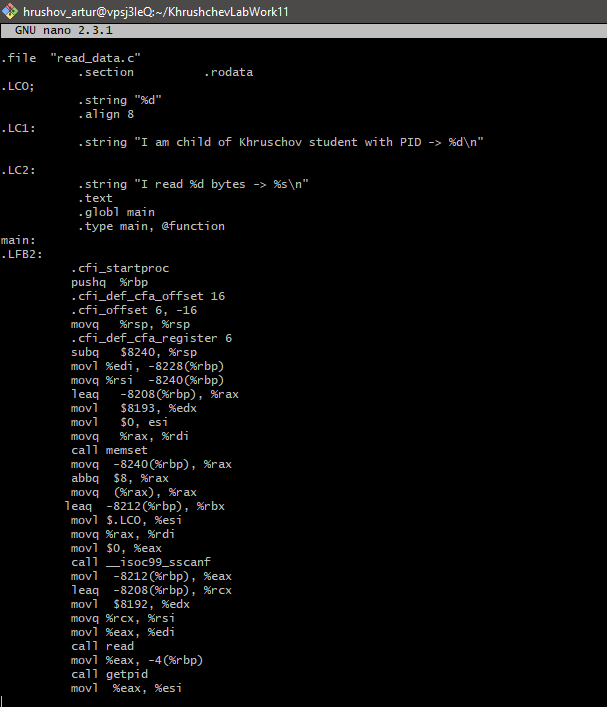 hrushov_artur@vpsj3leQ:~/KhrushchevLabWork11
GNU nano 2.3.1
.file "read_data.c"
.section .rodata
.LCO;
.string "%d"
.align 8
.LC1:
.string "I am child of Khruschov student with PID -> %d\n"
.LC2:
.string "I read %d bytes -> %s\n"
.text
.globl main
.type main, @function
main:
.LFB2:
.cfi_startproc
pushq %rbp
.cfi_def_cfa_offset 16
.cfi_offset 6, -16
movq %rsp, %rsp
.cfi_def_cfa_register 6
subq $8240, %rsp
movl %edi, -8228(%rbp)
movq %rsi -8240(%rbp)
leaq -8208(%rbp), %rax
movl $8193, %edx
movl $0, esi
movq %rax, %rdi
call memset
movq -8240(%rbp), %rax
abbq $8, %rax
movq (%rax), %rax
leaq -8212(%rbp), %rbx
movl $.LCO, %esi
movq %rax, %rdi
movl $0, %eax
call __isoc99_sscanf
movl -8212(%rbp), %eax
leaq -8208(%rbp), %rcx
movl $8192, %edx
movq %rcx, %rsi
movl %eax, %edi
call read
movl %eax, -4(%rbp)
call getpid
movl %eax, %esi